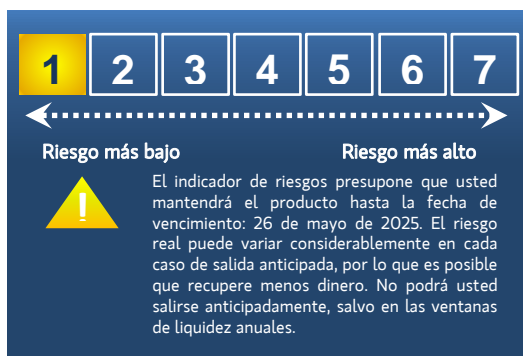 1 2 3 4 5 6 7
Riesgo más bajo Riesgo más alto
!
El indicador de riesgos presupone que usted
mantendrá el producto hasta la fecha de
vencimiento: 26 de mayo de 2025. El riesgo
real puede variar considerablemente en cada
caso de salida anticipada, por lo que es posible
que recupere menos dinero. No podrá usted
salirse anticipadamente, salvo en las ventanas
de liquidez anuales.